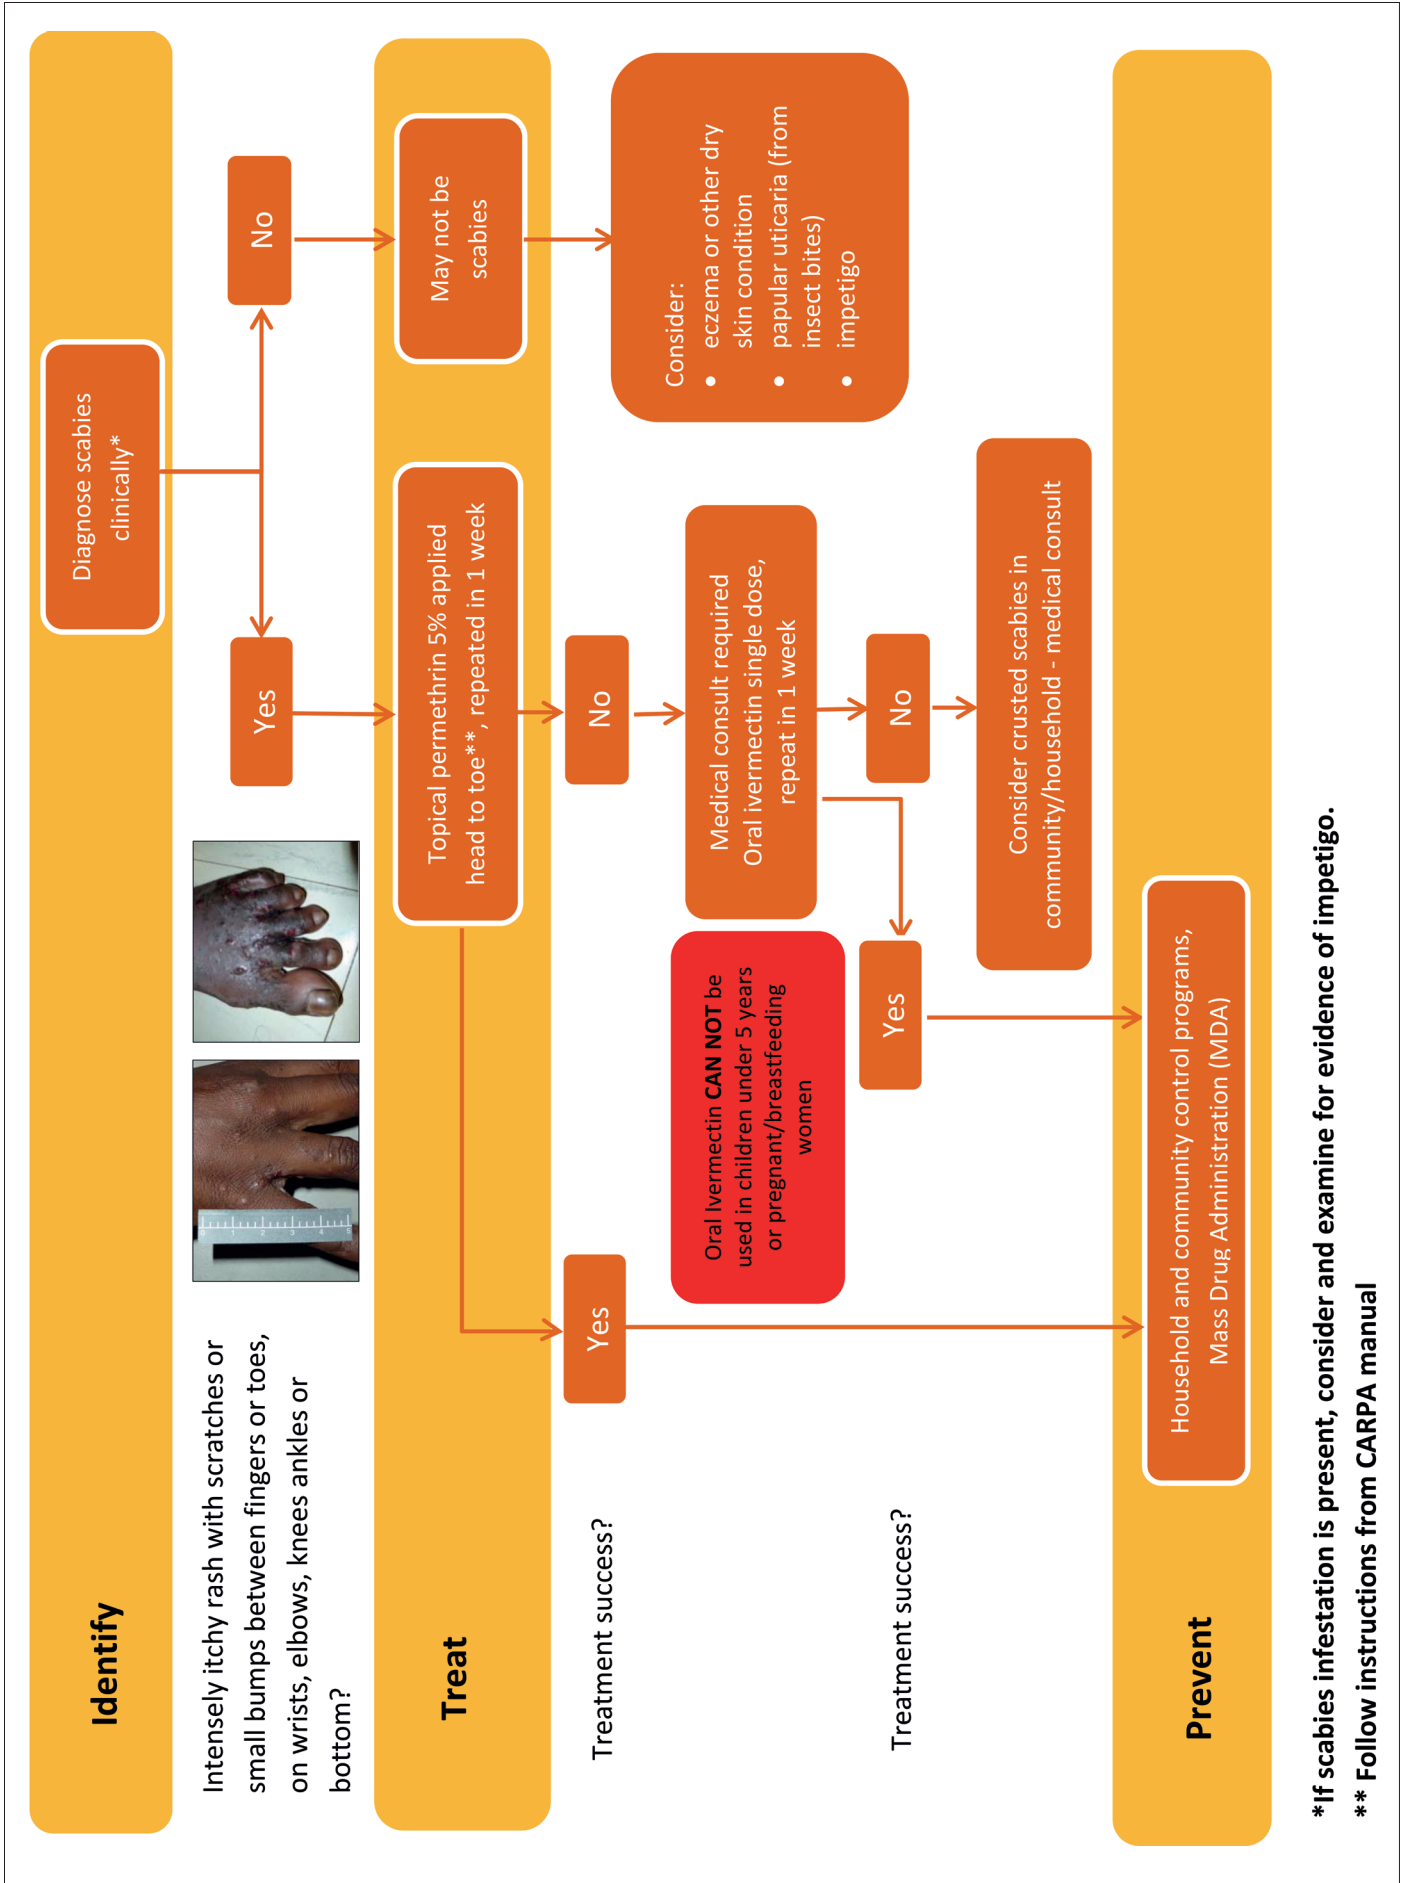 Identify
Diagnose scabies
clinically*
Intensely itchy rash with scratches or
small bumps between fingers or toes,
on wrists, elbows, knees ankles or
bottom?
0
1
2
3
4
5
Yes
No
Treat
Topical permethrin 5% applied
head to toe**, repeated in 1 week
May not be
scabies
Treatment success?
Yes
No
Consider:
• eczema or other dry
skin condition
• papular uticaria (from
insect bites)
• impetigo
Oral Ivermectin CAN NOT be
used in children under 5 years
or pregnant/breastfeeding
women
Medical consult required
Oral ivermectin single dose,
repeat in 1 week
Treatment success?
Yes
No
Consider crusted scabies in
community/household - medical consult
Prevent
Household and community control programs,
Mass Drug Administration (MDA)
*If scabies infestation is present, consider and examine for evidence of impetigo.
** Follow instructions from CARPA manual